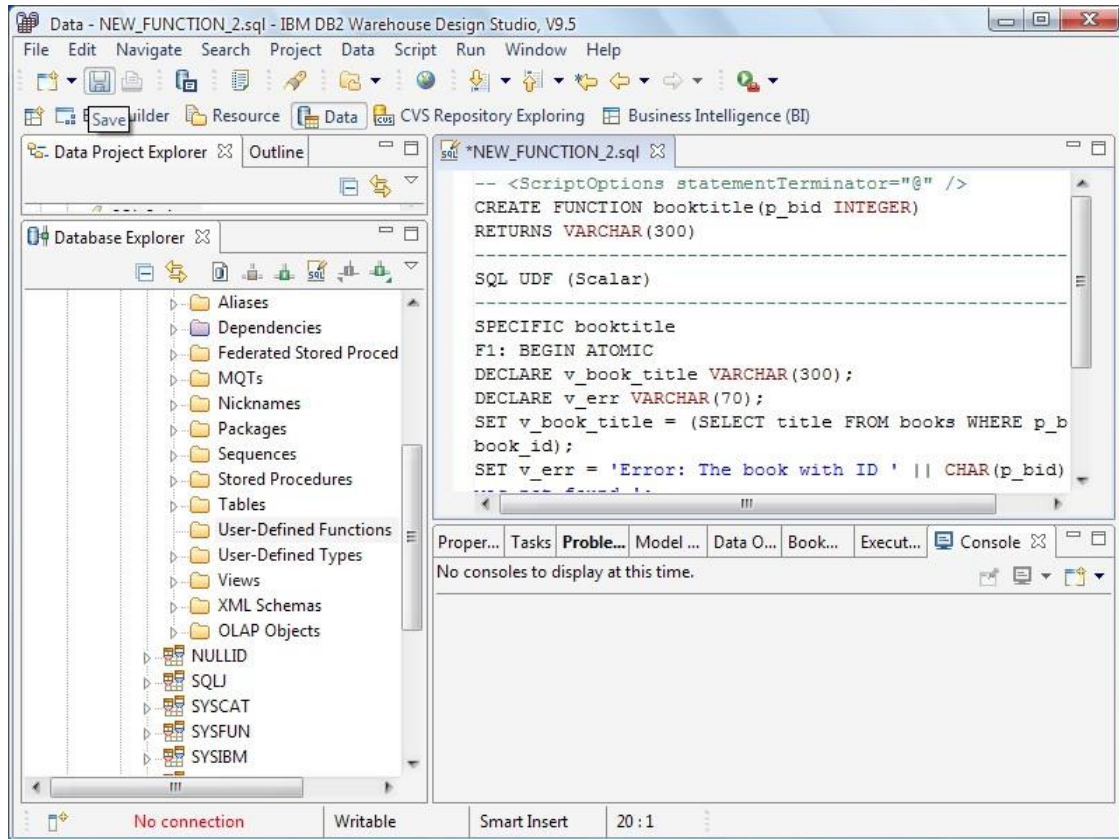 Data - NEW_FUNCTION_2.sql - IBM DB2 Warehouse Design Studio, V9.5
File Edit Navigate Search Project Data Script Run Window Help
Save uilder Resource Data CVS Repository Exploring Business Intelligence (BI)
Data Project Explorer Outline
Database Explorer
Aliases
Dependencies
Federated Stored Proced
MQTs
Nicknames
Packages
Sequences
Stored Procedures
Tables
User-Defined Functions
User-Defined Types
Views
XML Schemas
OLAP Objects
NULLID
SQLJ
SYSCAT
SYSFUN
SYSIBM
*NEW_FUNCTION_2.sql
-- <ScriptOptions statementTerminator="@" />
CREATE FUNCTION booktitle(p_bid INTEGER)
RETURNS VARCHAR(300)
------------------------------------------------------------
SQL UDF (Scalar)
------------------------------------------------------------
SPECIFIC booktitle
F1: BEGIN ATOMIC
DECLARE v_book_title VARCHAR(300);
DECLARE v_err VARCHAR(70);
SET v_book_title = (SELECT title FROM books WHERE p_b
book_id);
SET v_err = 'Error: The book with ID ' || CHAR(p_bid)
Proper... Tasks Proble... Model ... Data O... Book... Execut... Console
No consoles to display at this time.
No connection Writable Smart Insert 20 : 1